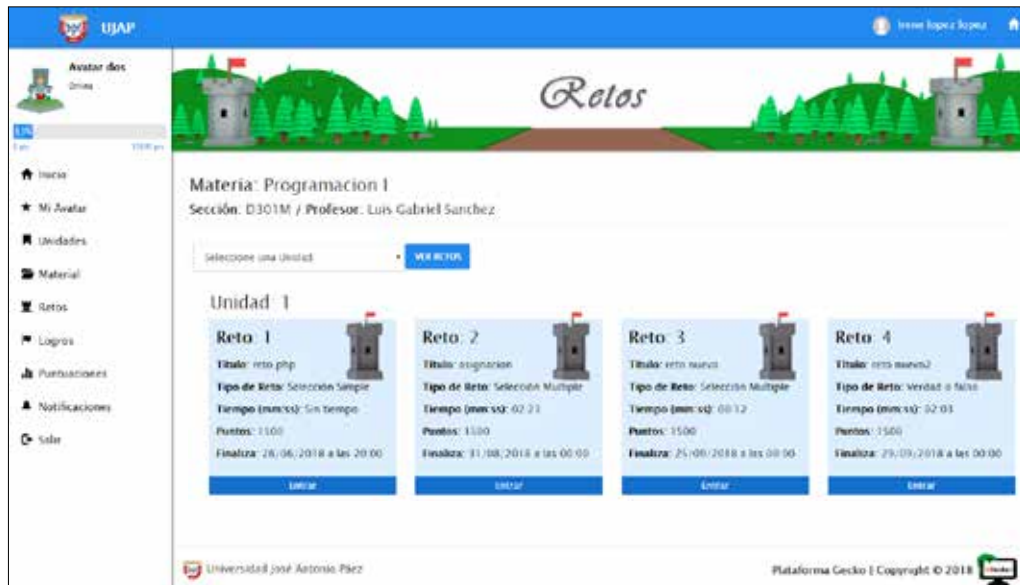 UJAP
Irene lopez lopez
Avatar dos
Retos
Inicio
Mi Avatar
Unidades
Material
Retos
Logros
Puntuaciones
Notificaciones
Salir
Materia: Programacion I
Sección: D301M / Profesor: Luis Gabriel Sanchez
Seleccione una Unidad
VER RETOS
Unidad: 1
Reto: 1
Titulo: reto php
Tipo de Reto: Selección Simple
Tiempo (mm:ss): Sin tiempo
Puntos: 1500
Finaliza: 28/06/2018 a las 20:00
Entrar
Reto: 2
Titulo: asignacion
Tipo de Reto: Selección Multiple
Tiempo (mm:ss): 02:21
Puntos: 1500
Finaliza: 31/08/2018 a las 00:00
Entrar
Reto: 3
Titulo: reto nuevo
Tipo de Reto: Selección Multiple
Tiempo (mm:ss): 00:12
Puntos: 1500
Finaliza: 25/09/2018 a las 00:00
Entrar
Reto: 4
Titulo: reto nuevo2
Tipo de Reto: Verdad o falso
Tiempo (mm:ss): 02:03
Puntos: 1500
Finaliza: 29/09/2018 a las 00:00
Entrar
Universidad José Antonio Páez
Plataforma Gecko | Copyright © 2018